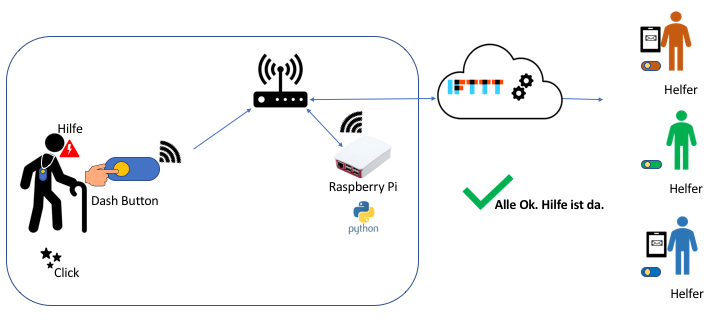 Hilfe
Dash Button
Click
Raspberry Pi
python
IFTTT
Alle Ok. Hilfe ist da.
Helfer
Helfer
Helfer